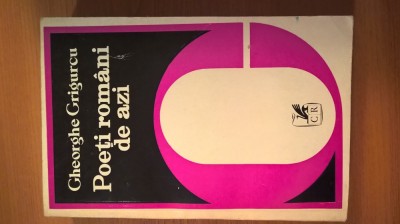 Gheorghe Grigurcu
Poeți români
de azi
CR